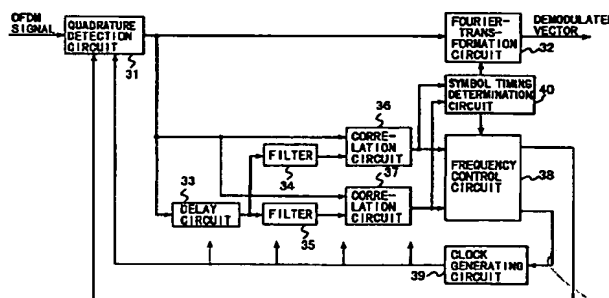 OFDM SIGNAL
QUADRATURE DETECTION CIRCUIT
31
FOURIER-TRANS-FORMATION CIRCUIT
32
DEMODULATED VECTOR
SYMBOL TIMING DETERMINATION CIRCUIT
40
36
CORRE-LATION CIRCUIT
FILTER
34
37
CORRE-LATION CIRCUIT
FREQUENCY CONTROL CIRCUIT
38
33
DELAY CIRCUIT
FILTER
35
CLOCK GENERATING CIRCUIT
39